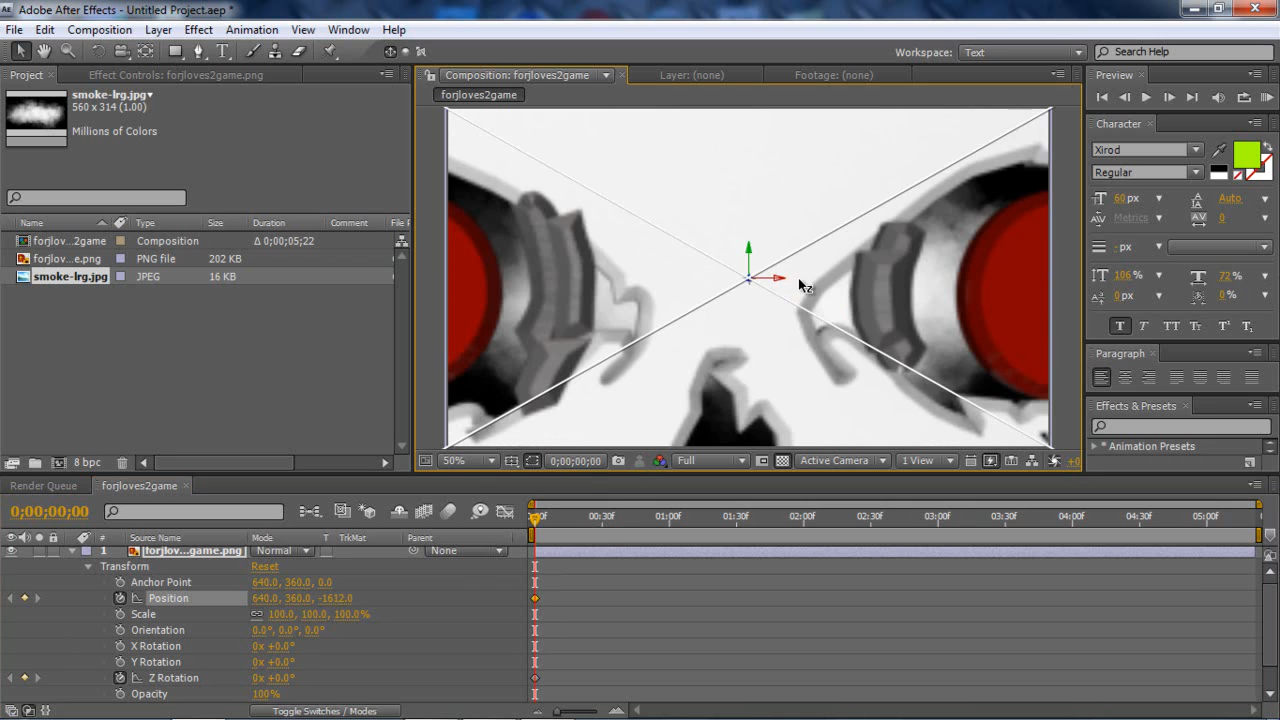 Adobe After Effects - Untitled Project.aep *
File Edit Composition Layer Effect Animation View Window Help
Workspace: Text Search Help
Project Effect Controls: forjloves2game.png
Composition: forjloves2game Layer: (none) Footage: (none)
Preview
forjloves2game
smoke-lrg.jpg
560 x 314 (1.00)
Millions of Colors
Character
Xirod
Regular
60 px Auto
Metrics 0
- px
106 % 72 %
0 px 0 %
T T TT Tr T¹ T₁
Paragraph
Effects & Presets
Animation Presets
Name Type Size Duration Comment File P
forjlov...2game Composition Δ 0;00;05;22
forjlov...e.png PNG file 202 KB
smoke-lrg.jpg JPEG 16 KB
8 bpc
50% 0;00;00;00 Full Active Camera 1 View +0
Render Queue forjloves2game
0;00;00;00
00f 00:30f 01:00f 01:30f 02:00f 02:30f 03:00f 03:30f 04:00f 04:30f 05:00f
# Source Name Mode T TrkMat Parent
1 [forjlov...game.png] Normal None
Transform Reset
Anchor Point 640.0, 360.0, 0.0
Position 640.0, 360.0, -1612.0
Scale 100.0, 100.0, 100.0%
Orientation 0.0°, 0.0°, 0.0°
X Rotation 0x +0.0°
Y Rotation 0x +0.0°
Z Rotation 0x +0.0°
Opacity 100%
Toggle Switches / Modes